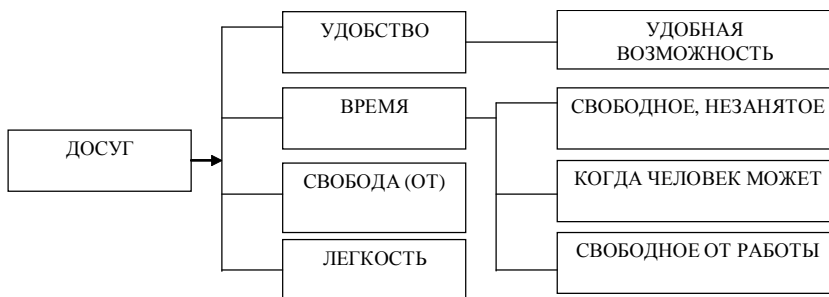 УДОБСТВО
УДОБНАЯ
ВОЗМОЖНОСТЬ
ВРЕМЯ
СВОБОДНОЕ, НЕЗАНЯТОЕ
ДОСУГ
СВОБОДА (ОТ)
КОГДА ЧЕЛОВЕК МОЖЕТ
ЛЕГКОСТЬ
СВОБОДНОЕ ОТ РАБОТЫ